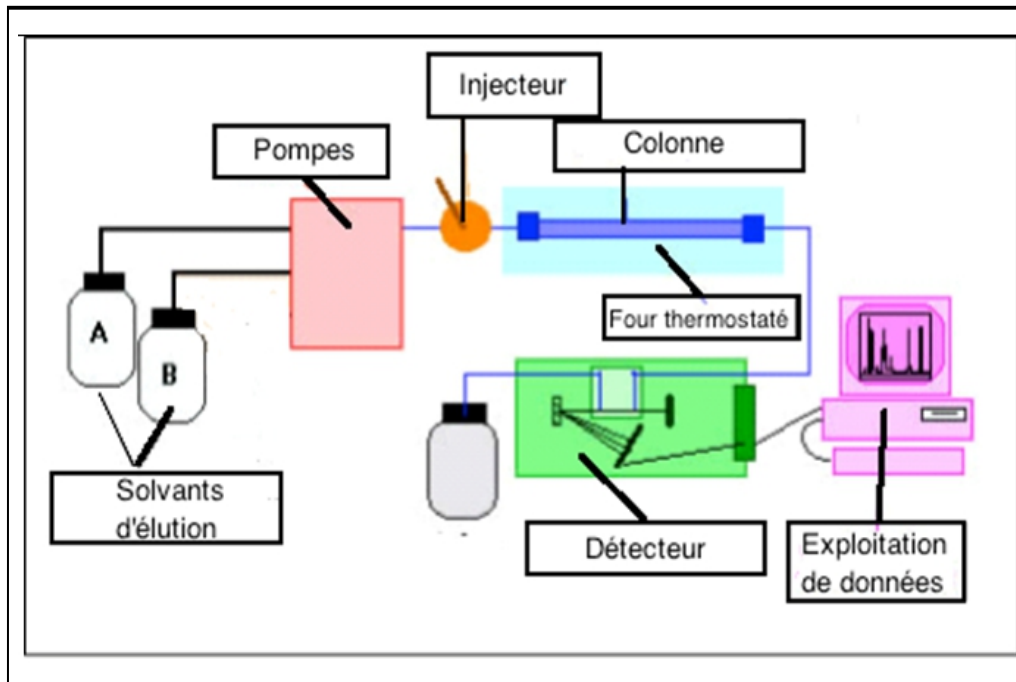 Injecteur
Pompes
Colonne
Four thermostaté
A
B
Solvants
d'élution
Détecteur
Exploitation
de données